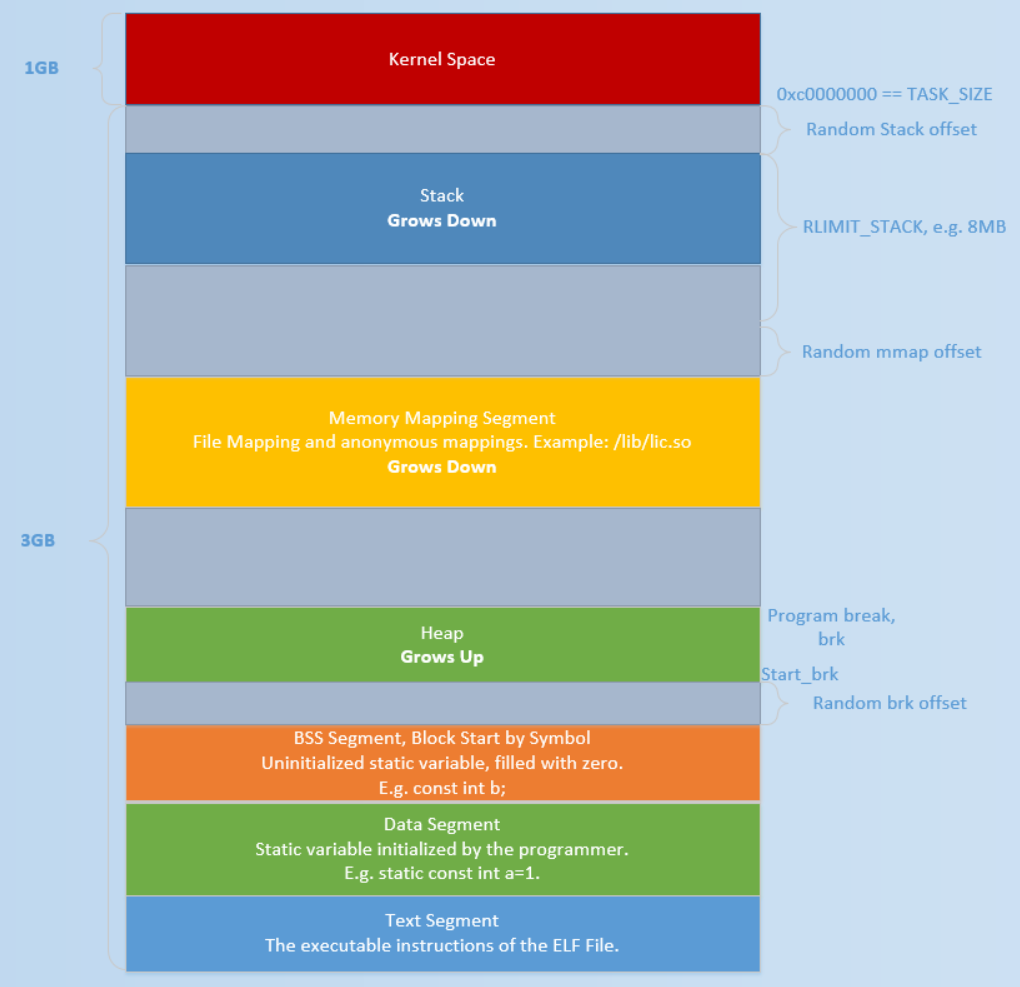 1GB
Kernel Space
0xc0000000 == TASK_SIZE
Random Stack offset
Stack
Grows Down
RLIMIT_STACK, e.g. 8MB
Random mmap offset
Memory Mapping Segment
File Mapping and anonymous mappings. Example: /lib/lic.so
Grows Down
3GB
Heap
Grows Up
Program break,
brk
Start_brk
Random brk offset
BSS Segment, Block Start by Symbol
Uninitialized static variable, filled with zero.
E.g. const int b;
Data Segment
Static variable initialized by the programmer.
E.g. static const int a=1.
Text Segment
The executable instructions of the ELF File.